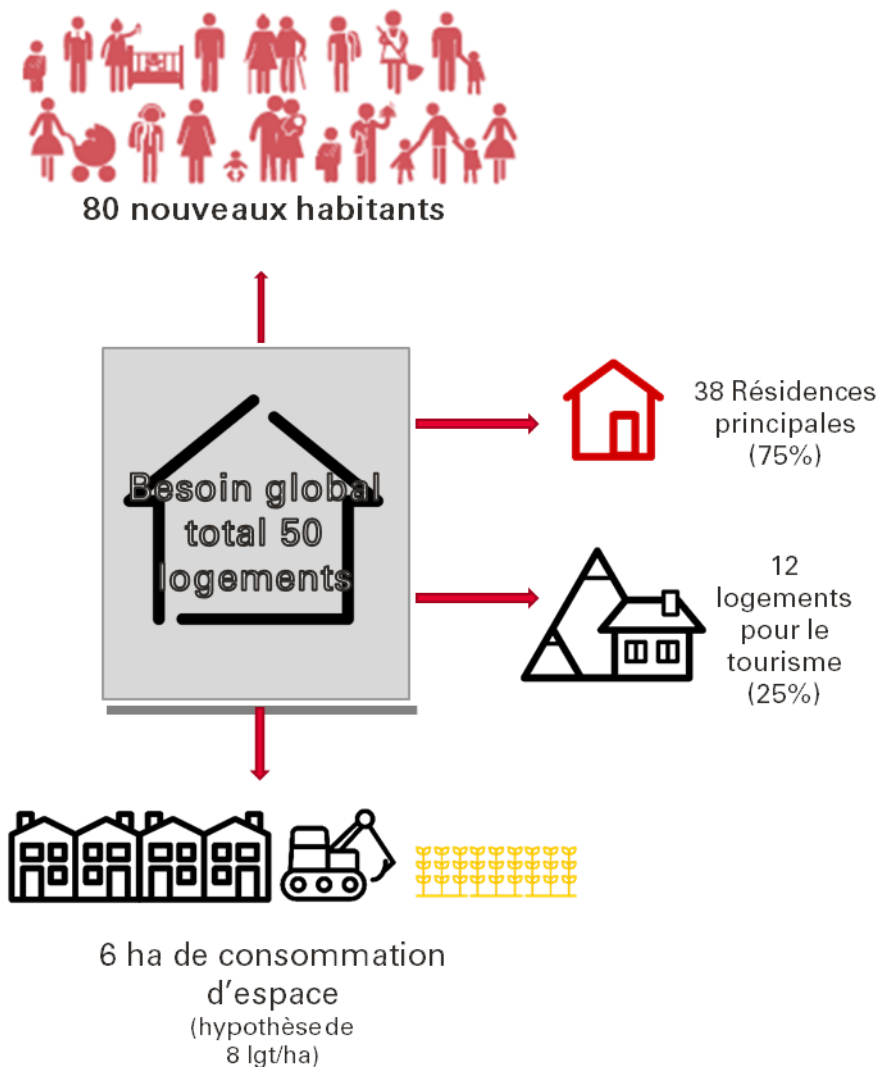 80 nouveaux habitants
Besoin global
total 50
logements
38 Résidences
principales
(75%)
12
logements
pour le
tourisme
(25%)
6 ha de consommation
d'espace
(hypothèse de
8 lgt/ha)